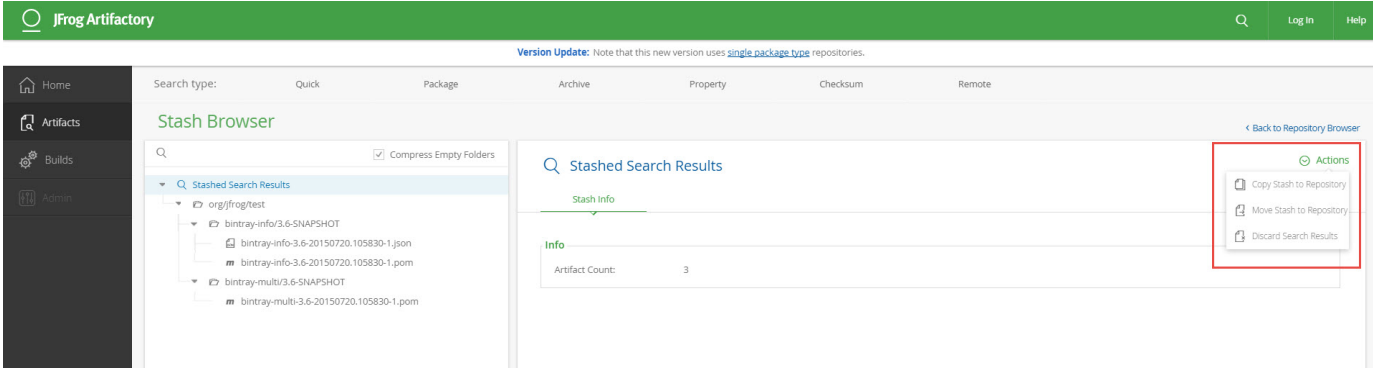 JFrog Artifactory
Log In
Help
Version Update: Note that this new version uses single package type repositories.
Home
Search type:
Quick
Package
Archive
Property
Checksum
Remote
Artifacts
Stash Browser
< Back to Repository Browser
Builds
Compress Empty Folders
Stashed Search Results
Actions
Admin
Stashed Search Results
Copy Stash to Repository
org/jfrog/test
Stash Info
Move Stash to Repository
bintray-info/3.6-SNAPSHOT
Discard Search Results
bintray-info-3.6-20150720.105830-1.json
Info
m bintray-info-3.6-20150720.105830-1.pom
Artifact Count:
3
bintray-multi/3.6-SNAPSHOT
m bintray-multi-3.6-20150720.105830-1.pom